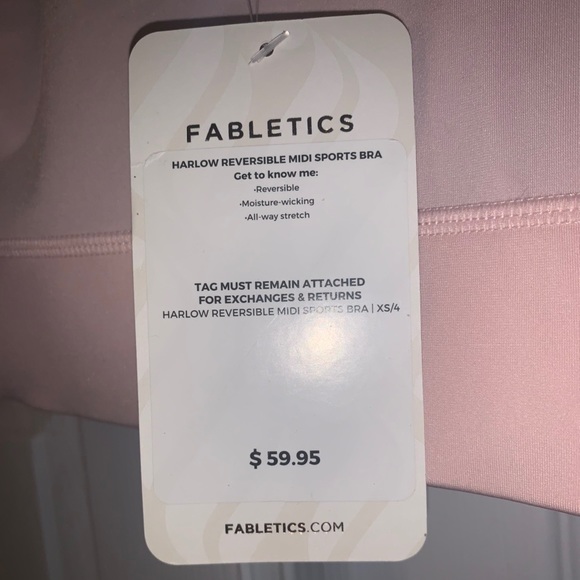 FABLETICS
HARLOW REVERSIBLE MIDI SPORTS BRA
Get to know me:
•Reversible
•Moisture-wicking
•All-way stretch
TAG MUST REMAIN ATTACHED
FOR EXCHANGES & RETURNS
HARLOW REVERSIBLE MIDI SPORTS BRA | XS/4
$ 59.95
FABLETICS.COM